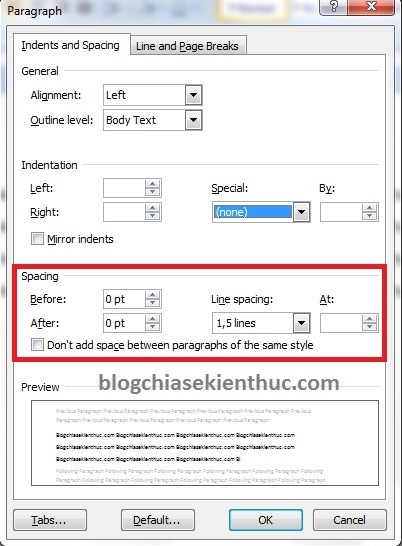 Paragraph
Indents and Spacing Line and Page Breaks
General
Alignment: Left
Outline level: Body Text
Indentation
Left: Special: By:
Right: (none)
Mirror indents
Spacing
Before: 0 pt Line spacing: At:
After: 0 pt 1,5 lines
Don't add space between paragraphs of the same style
Preview
blogchiasekienthuc.com
Previous Paragraph Previous Paragraph Previous Paragraph Previous Paragraph Previous
Paragraph Previous Paragraph Previous Paragraph Previous Paragraph
Blogchiasekienthuc.com Blogchiasekienthuc.com Blogchiasekienthuc.com Blogchiasekienthuc.com
Blogchiasekienthuc.com Blogchiasekienthuc.com Blogchiasekienthuc.com Blogchiasekienthuc.com
Blogchiasekienthuc.com Blogchiasekienthuc.com Blogchiasekienthuc.com Bl
Following Paragraph Following Paragraph Following Paragraph Following Paragraph Following
Paragraph Following Paragraph Following Paragraph Following Paragraph Following Paragraph
Tabs... Default... OK Cancel